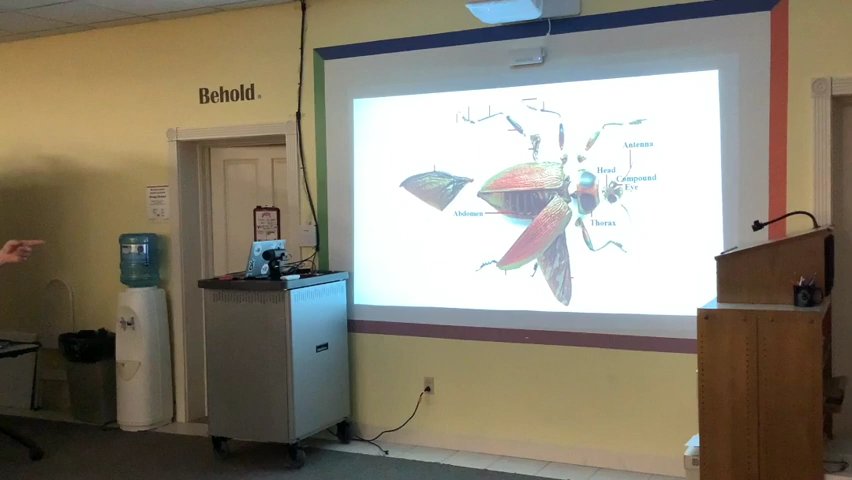 Behold.
Antenna
Head
Compound
Eye
Abdomen
Thorax